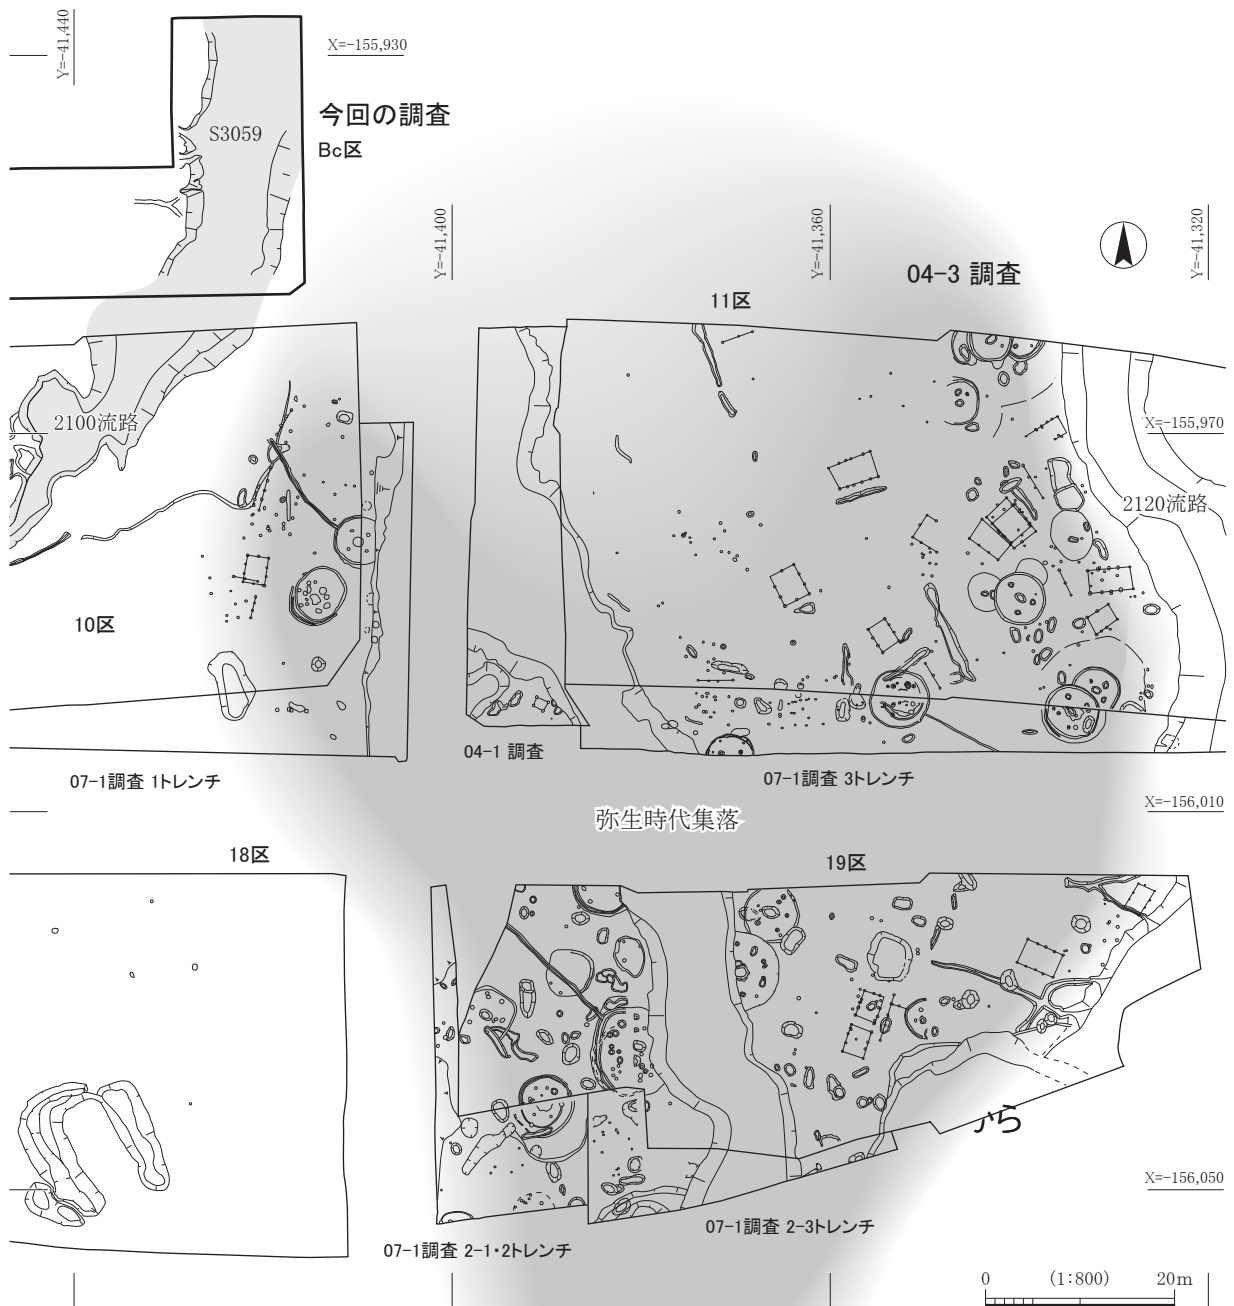 Y=-41,440
X=-155,930
今回の調査
Bc区
S3059
Y=-41,400
Y=-41,360
Y=-41,320
04-3 調査
11区
2100流路
X=-155,970
2120流路
10区
04-1 調査
07-1調査 1トレンチ
07-1調査 3トレンチ
X=-156,010
弥生時代集落
18区
19区
から
X=-156,050
07-1調査 2-3トレンチ
07-1調査 2-1・2トレンチ
0 (1:800) 20m